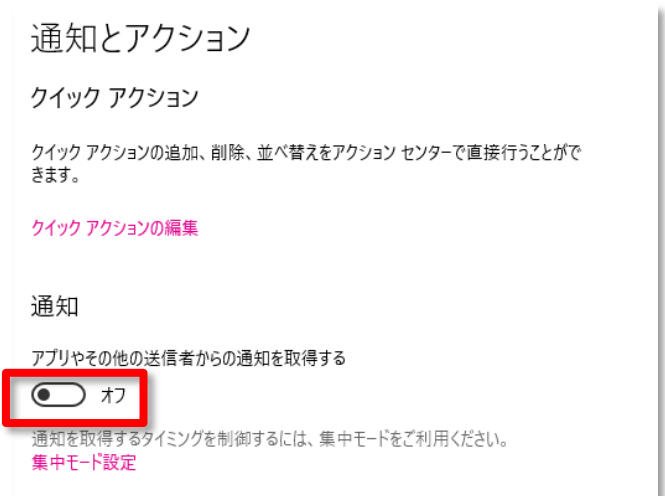 通知とアクション
クイック アクション
クイック アクションの追加、削除、並べ替えをアクション センターで直接行うことがで
きます。
クイック アクションの編集
通知
アプリやその他の送信者からの通知を取得する
オフ
通知を取得するタイミングを制御するには、集中モードをご利用ください。
集中モード設定